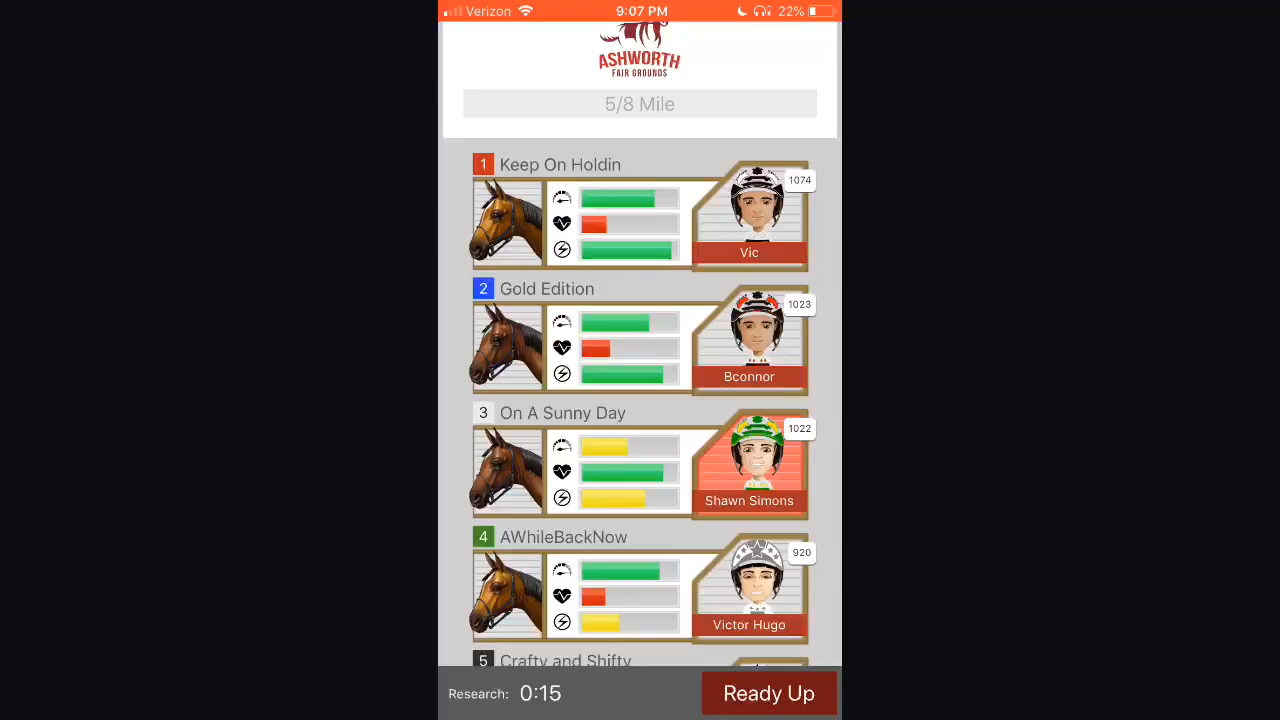 Verizon 9:07 PM 22%
ASHWORTH
FAIR GROUNDS
5/8 Mile
1 Keep On Holdin
1074
Vic
2 Gold Edition
1023
Bconnor
3 On A Sunny Day
1022
Shawn Simons
4 AWhileBackNow
920
Victor Hugo
5 Crafty and Shifty
Research: 0:15 Ready Up